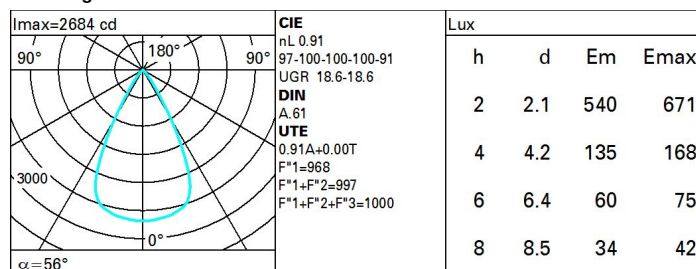 Imax=2684 cd
90° 180° 90°
3000
0°
α=56°
CIE
nL 0.91
97-100-100-100-91
UGR 18.6-18.6
DIN
A.61
UTE
0.91A+0.00T
F"1=968
F"1+F"2=997
F"1+F"2+F"3=1000
Lux
h d Em Emax
2 2.1 540 671
4 4.2 135 168
6 6.4 60 75
8 8.5 34 42